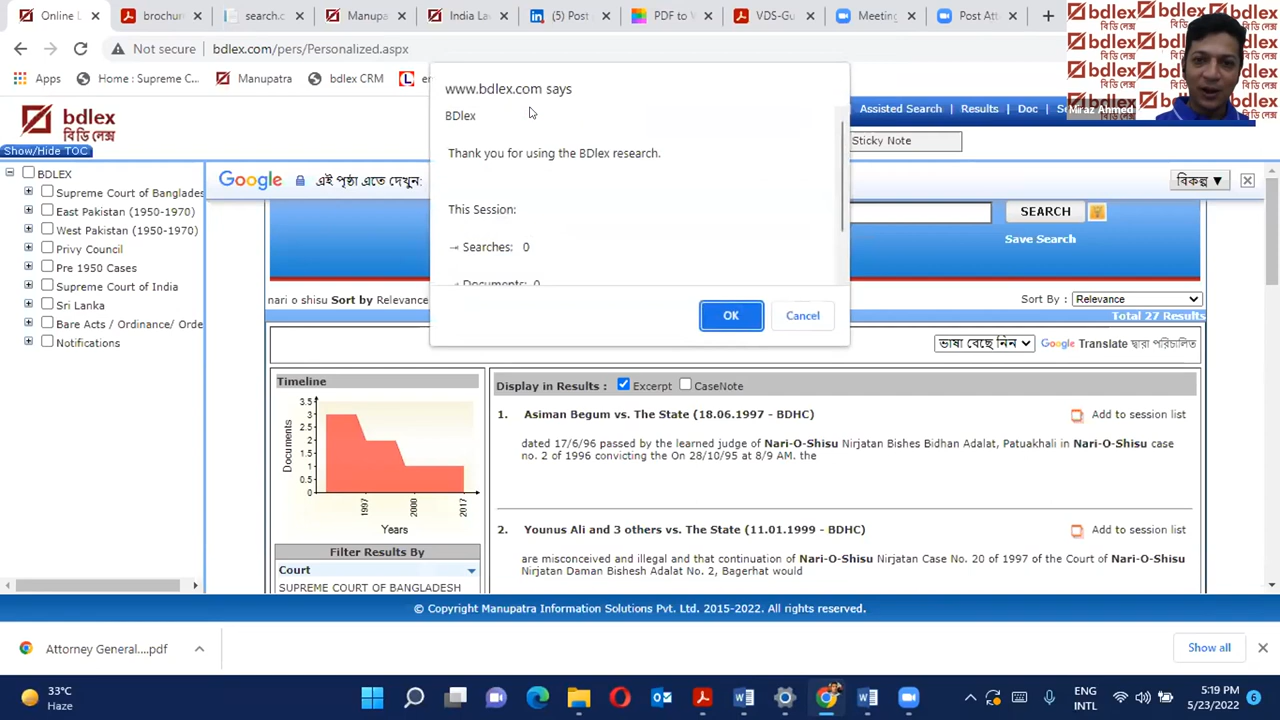 Online L
brochur
search.c
Manupa
India La
(5) Post
PDF to W
VDS-Gu
Meeting
Post Att
Not secure
bdlex.com/pers/Personalized.aspx
Apps
Home : Supreme C...
Manupatra
bdlex CRM
bdlex
বিডি লেক্স
Show/Hide TOC
Assisted Search
Results
Doc
Sticky Note
Miraz Ahmed
www.bdlex.com says
BDlex
Thank you for using the BDlex research.
This Session:
→ Searches: 0
→ Documents: 0
OK
Cancel
BDLEX
Supreme Court of Banglades
East Pakistan (1950-1970)
West Pakistan (1950-1970)
Privy Council
Pre 1950 Cases
Supreme Court of India
Sri Lanka
Bare Acts / Ordinance/ Orde
Notifications
Google এই পৃষ্ঠা এতে দেখুন:
বিকল্প ▼
SEARCH
Save Search
nari o shisu Sort by Relevance
Sort By : Relevance
Total 27 Results
ভাষা বেছে নিন
Google Translate দ্বারা পরিচালিত
Timeline
Documents
3.5
3
2.5
2
1.5
1
0.5
0
1997
2000
2017
Years
Filter Results By
Court
SUPREME COURT OF BANGLADESH
Display in Results : Excerpt CaseNote
1. Asiman Begum vs. The State (18.06.1997 - BDHC)
Add to session list
dated 17/6/96 passed by the learned judge of Nari-O-Shisu Nirjatan Bishes Bidhan Adalat, Patuakhali in Nari-O-Shisu case
no. 2 of 1996 convicting the On 28/10/95 at 8/9 AM. the
2. Younus Ali and 3 others vs. The State (11.01.1999 - BDHC)
Add to session list
are misconceived and illegal and that continuation of Nari-O-Shisu Nirjatan Case No. 20 of 1997 of the Court of Nari-O-Shisu
Nirjatan Daman Bishesh Adalat No. 2, Bagerhat would
© Copyright Manupatra Information Solutions Pvt. Ltd. 2015-2022. All rights reserved.
Attorney General....pdf
Show all
33°C
Haze
ENG
INTL
5:19 PM
5/23/2022
6